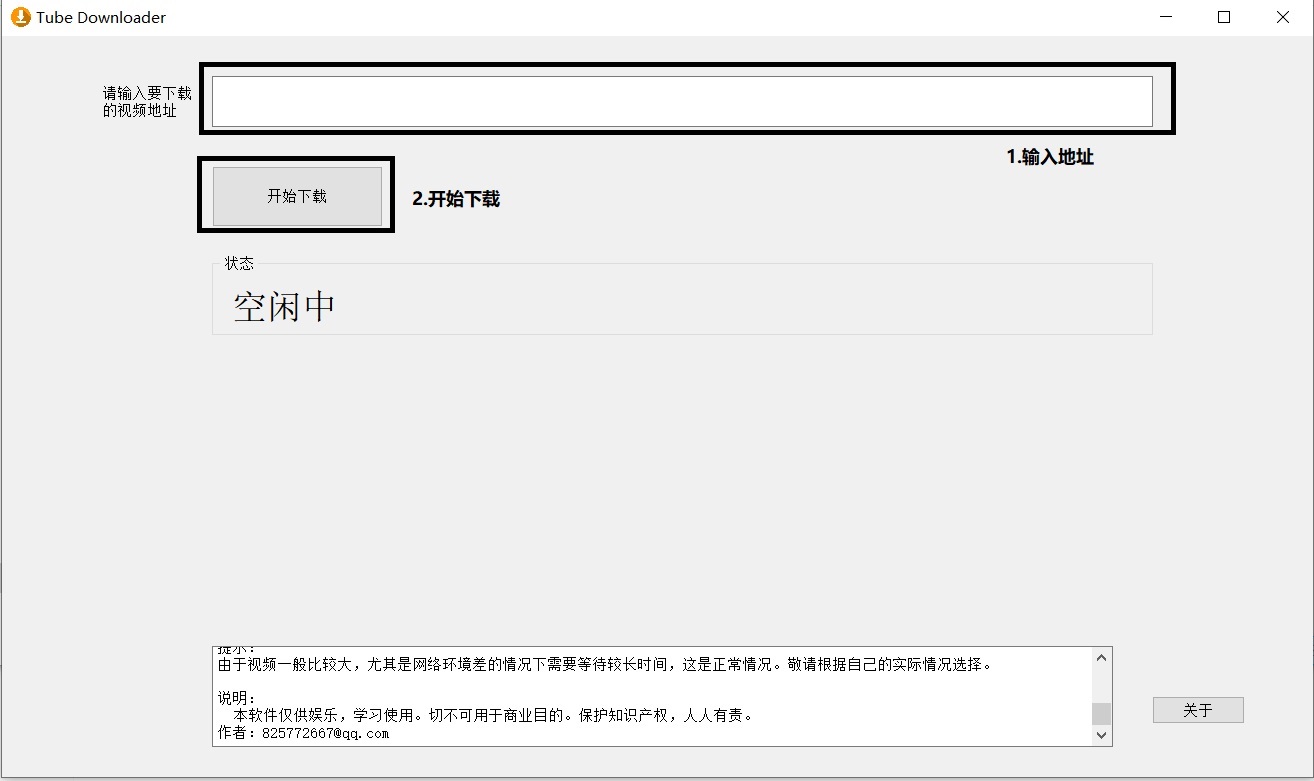 Tube Downloader
请输入要下载
的视频地址
1.输入地址
开始下载
2.开始下载
状态
空闲中
提示：
由于视频一般比较大，尤其是网络环境差的情况下需要等待较长时间，这是正常情况。敬请根据自己的实际情况选择。
说明：
本软件仅供娱乐，学习使用。切不可用于商业目的。保护知识产权，人人有责。
作者：825772667@qq.com
关于